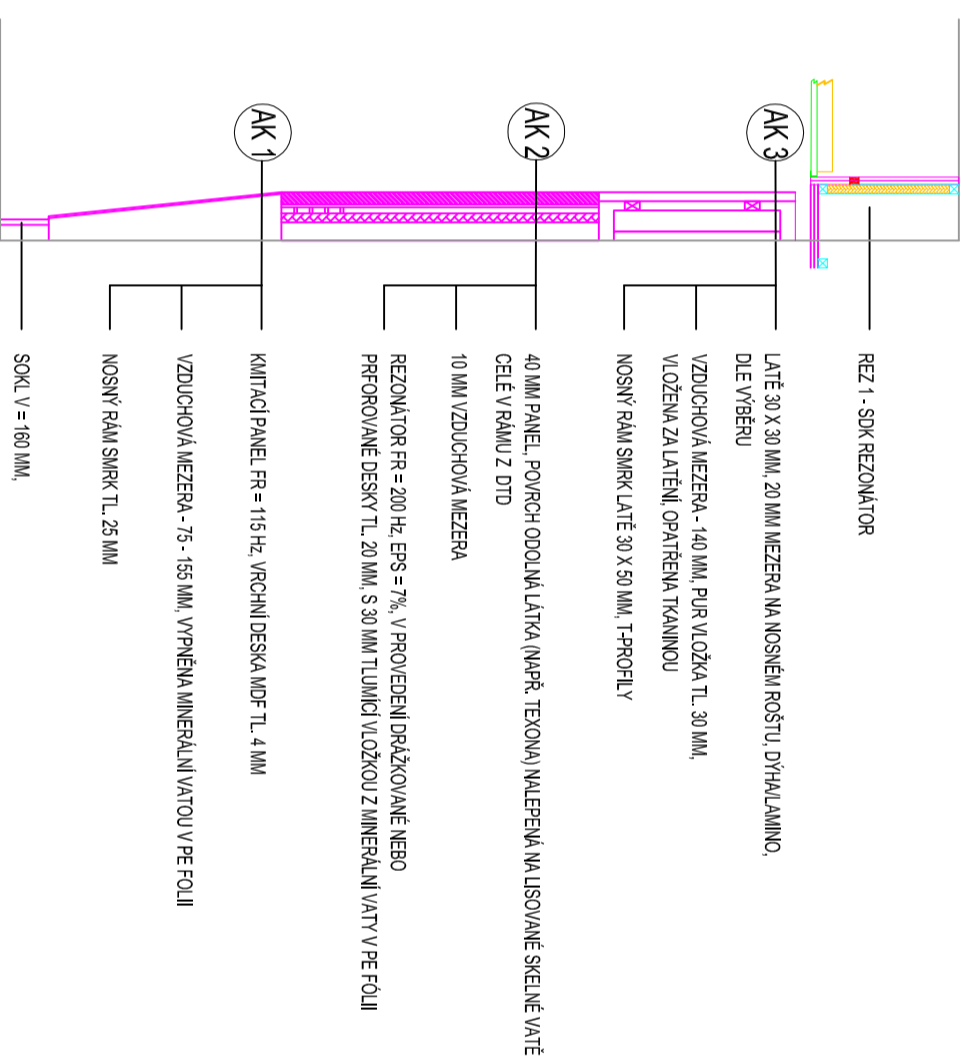 REZ 1 - SDK REZONÁTOR
AK 3
LATĚ 30 X 30 MM, 20 MM MEZERA NA NOSNÉM ROŠTU, DÝHA/LAMINO,
DLE VÝBĚRU
VZDUCHOVÁ MEZERA - 140 MM, PUR VLOŽKA TL. 30 MM,
VLOŽENA ZA LATĚNÍ, OPATŘENA TKANINOU
NOSNÝ RÁM SMRK LATĚ 30 X 50 MM, T-PROFILY
AK 2
40 MM PANEL, POVRCH ODOLNÁ LÁTKA (NAPŘ. TEXONA) NALEPENÁ NA LISOVANÉ SKELNÉ VATĚ
CELÉ V RÁMU Z DTD
10 MM VZDUCHOVÁ MEZERA
REZONÁTOR FR = 200 Hz, EPS = 7%, V PROVEDENÍ DRÁŽKOVANÉ NEBO
PRFOROVANÉ DESKY TL. 20 MM, S 30 MM TLUMÍCÍ VLOŽKOU Z MINERÁLNÍ VATY V PE FÓLII
AK 1
KMITACÍ PANEL FR = 115 Hz, VRCHNÍ DESKA MDF TL. 4 MM
VZDUCHOVÁ MEZERA - 75 - 155 MM, VYPNĚNA MINERÁLNÍ VATOU V PE FOLII
NOSNÝ RÁM SMRK TL. 25 MM
SOKL V = 160 MM,